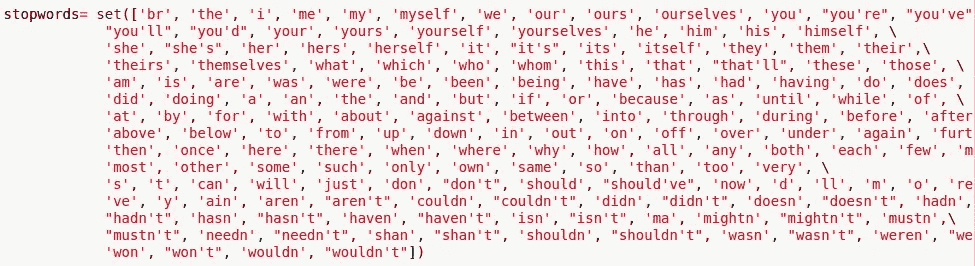 stopwords= set(['br', 'the', 'i', 'me', 'my', 'myself', 'we', 'our', 'ours', 'ourselves', 'you', "you're", "you've"
"you'll", "you'd", 'your', 'yours', 'yourself', 'yourselves', 'he', 'him', 'his', 'himself', \
'she', "she's", 'her', 'hers', 'herself', 'it', "it's", 'its', 'itself', 'they', 'them', 'their',\
'theirs', 'themselves', 'what', 'which', 'who', 'whom', 'this', 'that', "that'll", 'these', 'those', \
'am', 'is', 'are', 'was', 'were', 'be', 'been', 'being', 'have', 'has', 'had', 'having', 'do', 'does',
'did', 'doing', 'a', 'an', 'the', 'and', 'but', 'if', 'or', 'because', 'as', 'until', 'while', 'of', \
'at', 'by', 'for', 'with', 'about', 'against', 'between', 'into', 'through', 'during', 'before', 'after
'above', 'below', 'to', 'from', 'up', 'down', 'in', 'out', 'on', 'off', 'over', 'under', 'again', 'furt
'then', 'once', 'here', 'there', 'when', 'where', 'why', 'how', 'all', 'any', 'both', 'each', 'few', 'm
'most', 'other', 'some', 'such', 'only', 'own', 'same', 'so', 'than', 'too', 'very', \
's', 't', 'can', 'will', 'just', 'don', "don't", 'should', "should've", 'now', 'd', 'll', 'm', 'o', 're
've', 'y', 'ain', 'aren', "aren't", 'couldn', "couldn't", 'didn', "didn't", 'doesn', "doesn't", 'hadn',
"hadn't", 'hasn', "hasn't", 'haven', "haven't", 'isn', "isn't", 'ma', 'mightn', "mightn't", 'mustn',\
"mustn't", 'needn', "needn't", 'shan', "shan't", 'shouldn', "shouldn't", 'wasn', "wasn't", 'weren', "we
'won', "won't", 'wouldn', "wouldn't"])